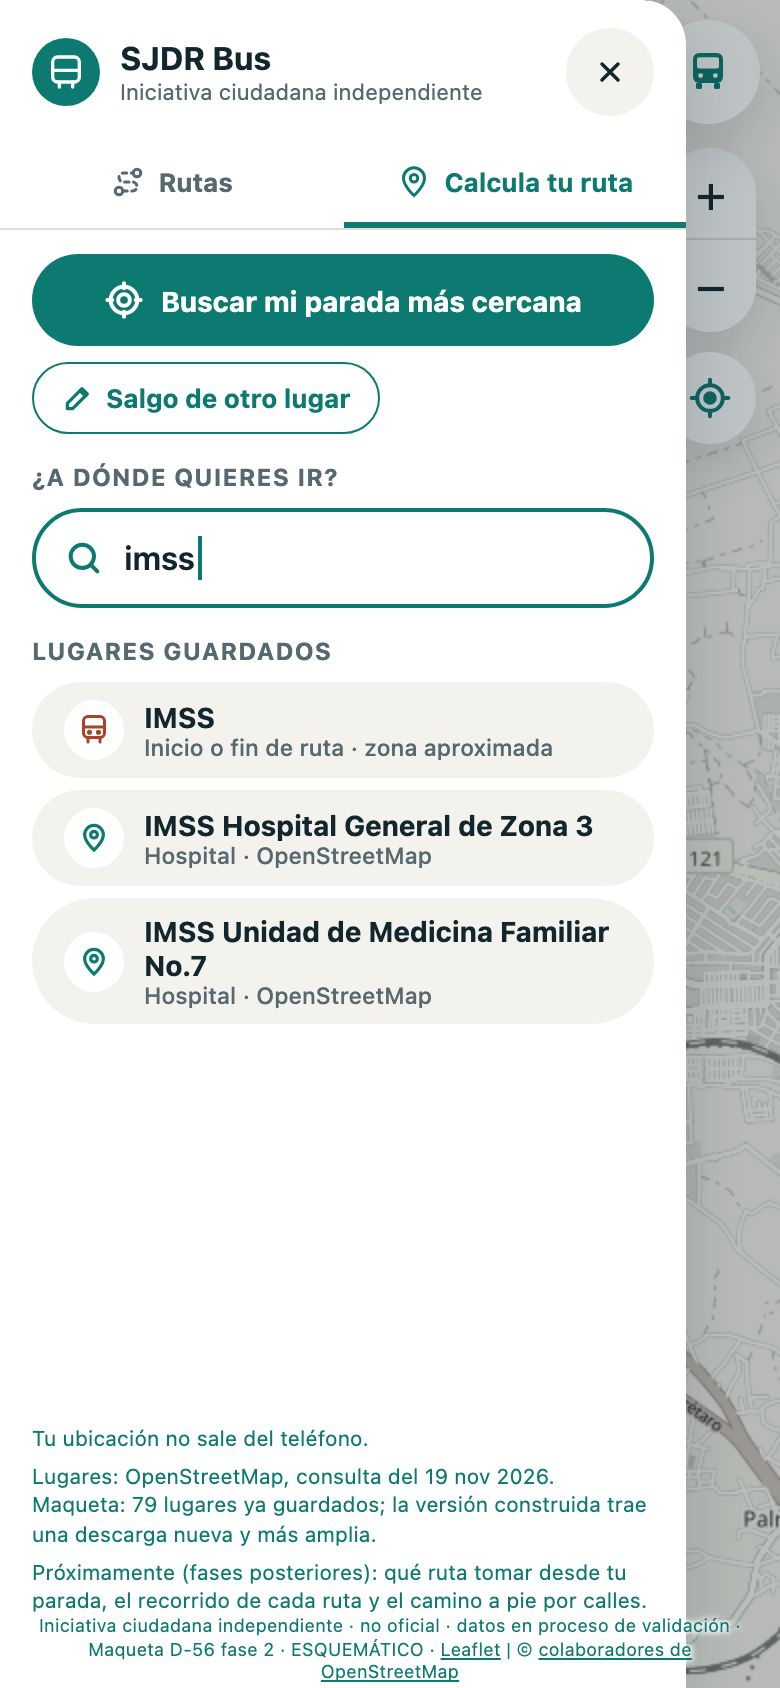 SJDR Bus
Iniciativa ciudadana independiente
Rutas
Calcula tu ruta
Buscar mi parada más cercana
Salgo de otro lugar
¿A DÓNDE QUIERES IR?
imss
LUGARES GUARDADOS
IMSS
Inicio o fin de ruta · zona aproximada
IMSS Hospital General de Zona 3
Hospital · OpenStreetMap
121
IMSS Unidad de Medicina Familiar
No.7
Hospital · OpenStreetMap
Tu ubicación no sale del teléfono.
Lugares: OpenStreetMap, consulta del 19 nov 2026.
Maqueta: 79 lugares ya guardados; la versión construida trae
una descarga nueva y más amplia.
Próximamente (fases posteriores): qué ruta tomar desde tu
parada, el recorrido de cada ruta y el camino a pie por calles.
Iniciativa ciudadana independiente · no oficial · datos en proceso de validación ·
Maqueta D-56 fase 2 · ESQUEMÁTICO · Leaflet | © colaboradores de
OpenStreetMap